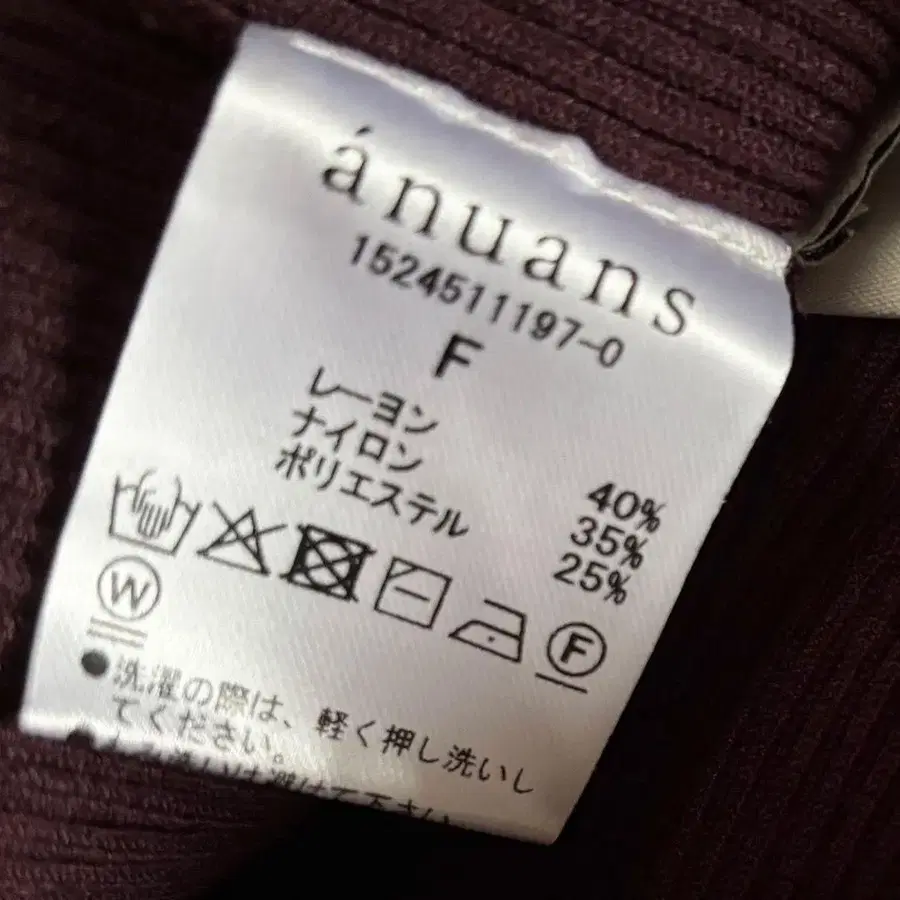 ánuans
1524511197-0
F
レーヨン 40%
ナイロン 35%
ポリエステル 25%
F
W
●洗濯の際は、軽く押し洗いし
てください。